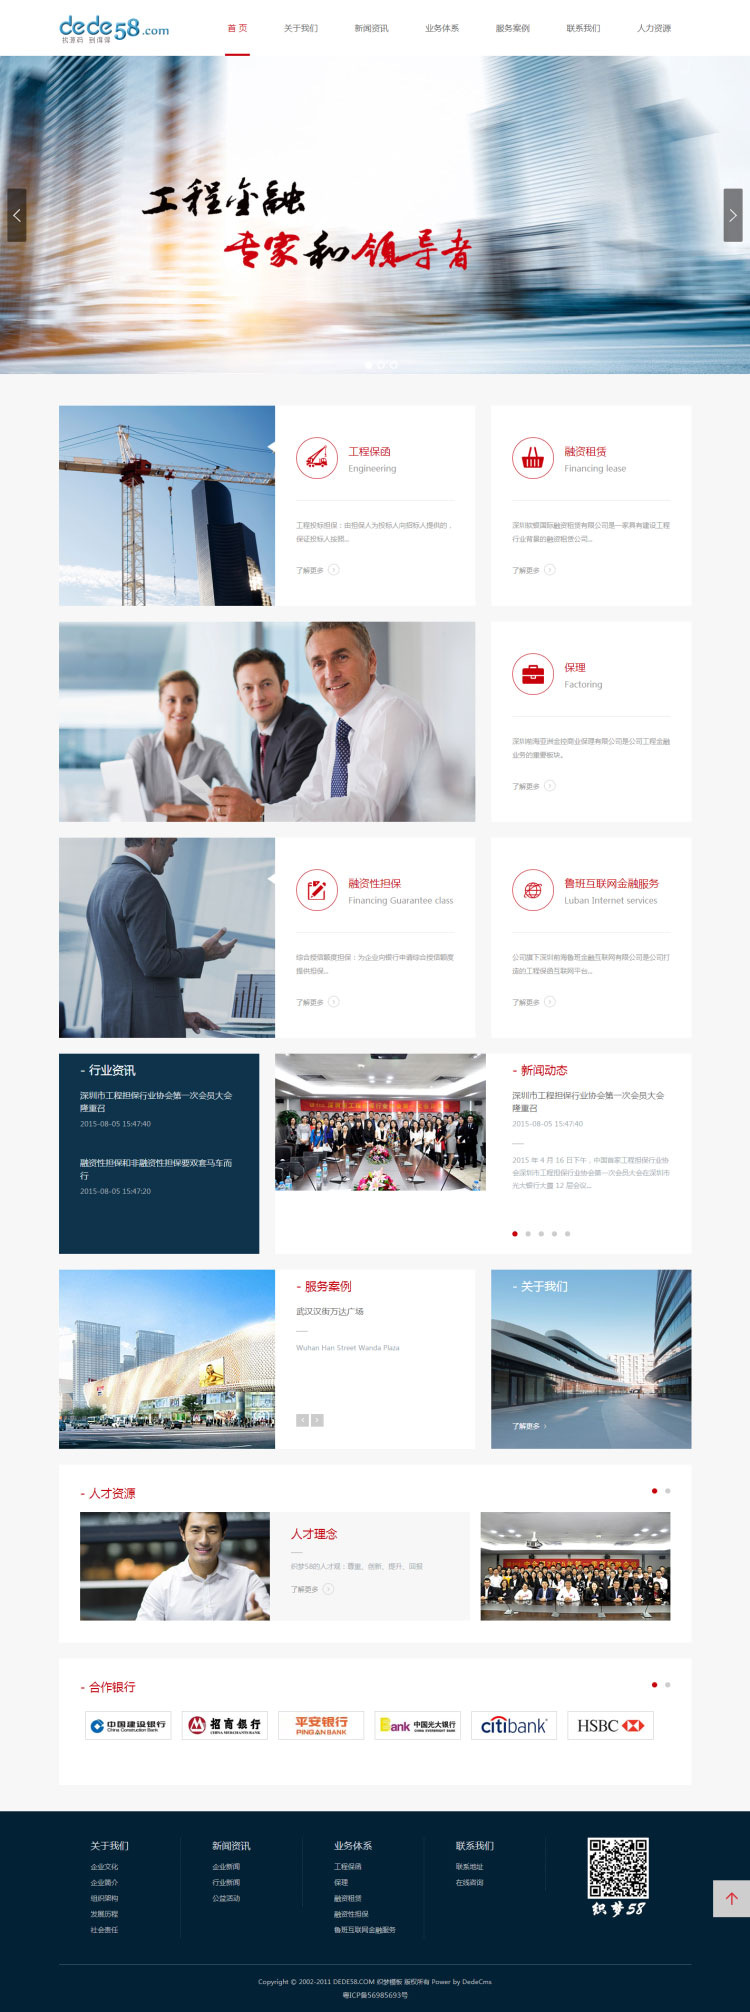 dede58.com
找源码 到得哪
首 页
关于我们
新闻资讯
业务体系
服务案例
联系我们
人力资源
工程金融
专家和领导者
工程保函
Engineering
工程投标担保：由担保人为投标人向招标人提供的，
保证投标人按照...
了解更多
融资租赁
Financing lease
行业背景的融资租赁公司...
了解更多
保理
Factoring
深圳前海亚洲金控商业保理有限公司是公司工程金融
业务的重要板块。
了解更多
融资性担保
Financing Guarantee class
综合授信额度担保：为企业向银行申请综合授信额度
提供担保...
了解更多
鲁班互联网金融服务
Luban Internet services
公司旗下深圳前海鲁班金融互联网有限公司是公司打
造的工程保函互联网平台...
了解更多
- 行业资讯
深圳市工程担保行业协会第一次会员大会
隆重召
2015-08-05 15:47:40
融资性担保和非融资性担保要双套马车而
行
2015-08-05 15:47:20
- 新闻动态
深圳市工程担保行业协会第一次会员大会
隆重召
2015-08-05 15:47:40
2015 年 4 月 16 日下午，中国首家工程担保行业协
会深圳市工程担保行业协会第一次会员大会在深圳市
光大银行大厦 12 层会议...
- 服务案例
武汉汉街万达广场
Wuhan Han Street Wanda Plaza
- 关于我们
了解更多
- 人才资源
人才理念
织梦58的人才观：尊重、创新、提升、回报
了解更多
- 合作银行
中国建设银行
China Construction Bank
招商银行
CHINA MERCHANTS BANK
平安银行
PING AN BANK
Bank 中国光大银行
CHINA EVERBRIGHT BANK
citibank
HSBC
关于我们
企业文化
企业简介
组织架构
发展历程
社会责任
新闻资讯
企业新闻
行业新闻
公益活动
业务体系
工程保函
保理
融资租赁
融资性担保
鲁班互联网金融服务
联系我们
联系地址
在线咨询
织梦58
Copyright © 2002-2011 DEDE58.COM 织梦模板 版权所有 Power by DedeCms
粤ICP备56985693号